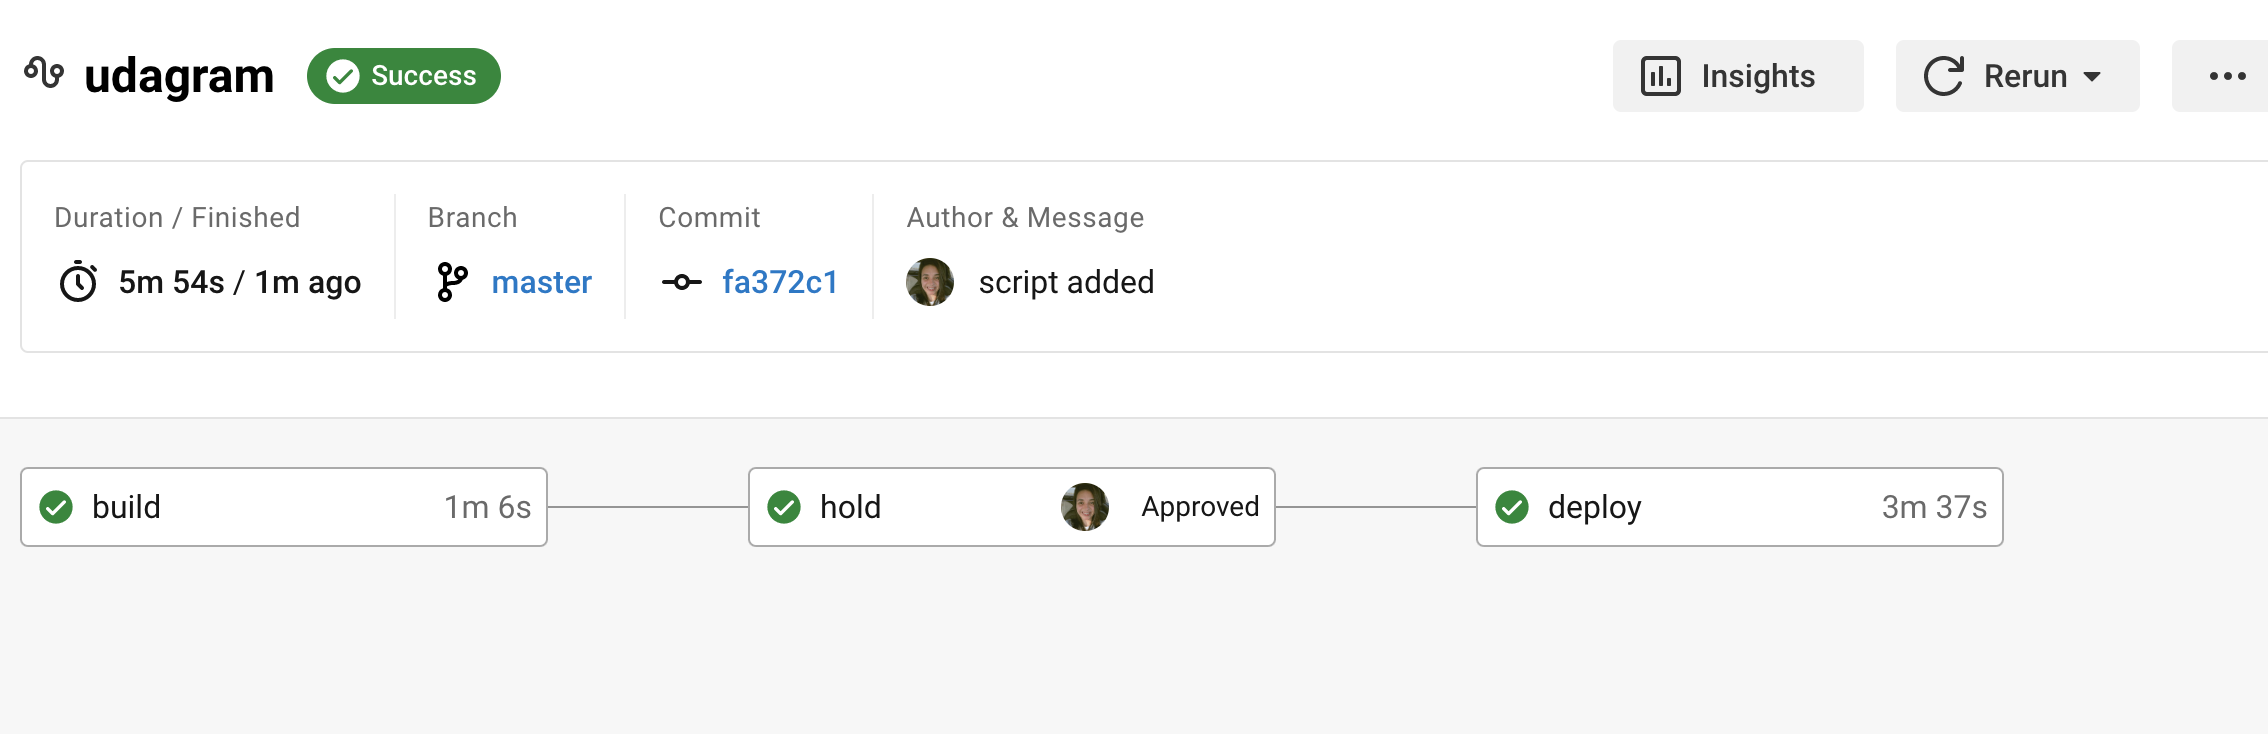 udagram
Success
Insights
Rerun
Duration / Finished
Branch
Commit
Author & Message
5m 54s / 1m ago
master
fa372c1
script added
build
1m 6s
hold
Approved
deploy
3m 37s